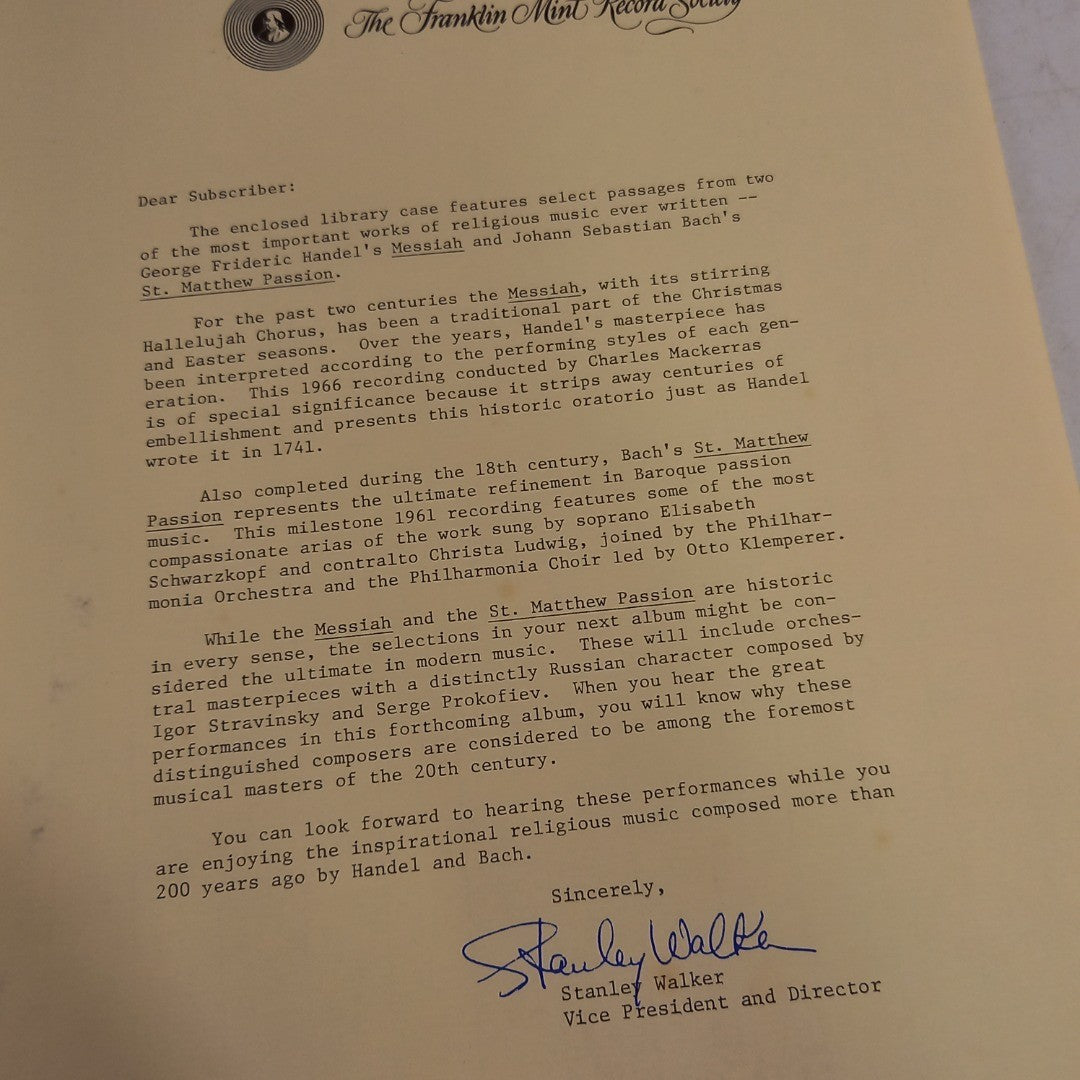 The Franklin Mint Record Society
Dear Subscriber:
The enclosed library case features select passages from two
of the most important works of religious music ever written --
George Frideric Handel's Messiah and Johann Sebastian Bach's
St. Matthew Passion.
For the past two centuries the Messiah, with its stirring
Hallelujah Chorus, has been a traditional part of the Christmas
and Easter seasons. Over the years, Handel's masterpiece has
been interpreted according to the performing styles of each gen-
eration. This 1966 recording conducted by Charles Mackerras
is of special significance because it strips away centuries of
embellishment and presents this historic oratorio just as Handel
wrote it in 1741.
Also completed during the 18th century, Bach's St. Matthew
Passion represents the ultimate refinement in Baroque passion
music. This milestone 1961 recording features some of the most
compassionate arias of the work sung by soprano Elisabeth
Schwarzkopf and contralto Christa Ludwig, joined by the Philhar-
monia Orchestra and the Philharmonia Choir led by Otto Klemperer.
While the Messiah and the St. Matthew Passion are historic
in every sense, the selections in your next album might be con-
sidered the ultimate in modern music. These will include orches-
tral masterpieces with a distinctly Russian character composed by
Igor Stravinsky and Serge Prokofiev. When you hear the great
performances in this forthcoming album, you will know why these
distinguished composers are considered to be among the foremost
musical masters of the 20th century.
You can look forward to hearing these performances while you
are enjoying the inspirational religious music composed more than
200 years ago by Handel and Bach.
Sincerely,
Stanley Walker
Stanley Walker
Vice President and Director